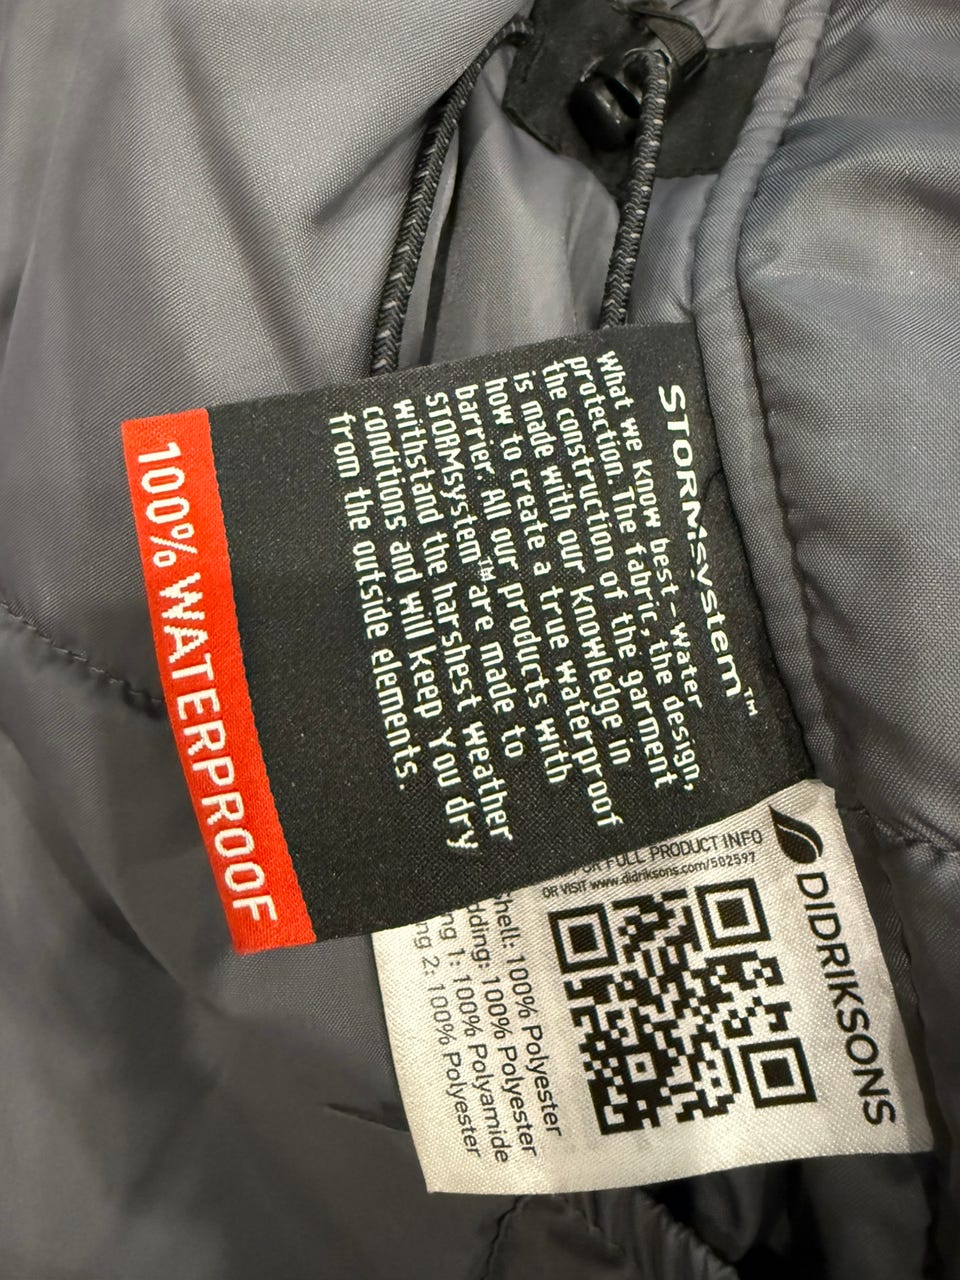 STORMsystem™
What we know best - Water
protection. The fabric, the design,
the construction of the garment
is made with our knowledge in
how to create a true waterproof
barrier. All our products with
STORMsystem™ are made to
withstand the harshest weather
conditions and will keep you dry
from the outside elements.
100% WATERPROOF
DIDRIKSONS
FOR FULL PRODUCT INFO
OR VISIT www.didriksons.com/502597
hell: 100% Polyester
dding: 100% Polyester
ng 1: 100% Polyamide
ng 2: 100% Polyester